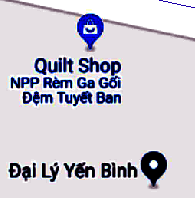 Quilt Shop
NPP Rèm Ga Gối
Đệm Tuyết Ban
Đại Lý Yến Bình